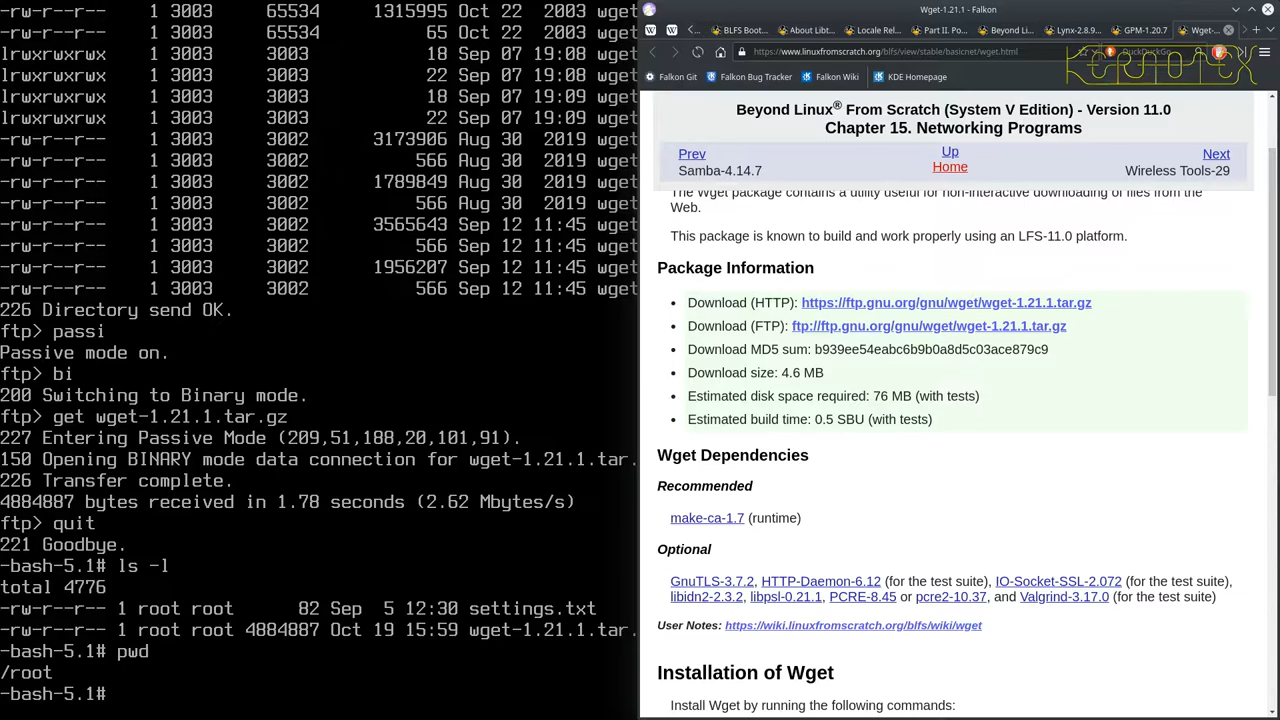 -rw-r--r-- 1 3003 65534 1315995 Oct 22 2003 wget
-rw-r--r-- 1 3003 65534 65 Oct 22 2003 wget
lrwxrwxrwx 1 3003 3003 18 Sep 07 19:08 wget
lrwxrwxrwx 1 3003 3003 22 Sep 07 19:08 wget
lrwxrwxrwx 1 3003 3003 18 Sep 07 19:09 wget
lrwxrwxrwx 1 3003 3003 22 Sep 07 19:09 wget
-rw-r--r-- 1 3003 3002 3173906 Aug 30 2019 wget
-rw-r--r-- 1 3003 3002 566 Aug 30 2019 wget
-rw-r--r-- 1 3003 3002 1789849 Aug 30 2019 wget
-rw-r--r-- 1 3003 3002 566 Aug 30 2019 wget
-rw-r--r-- 1 3003 3002 3565643 Sep 12 11:45 wget
-rw-r--r-- 1 3003 3002 566 Sep 12 11:45 wget
-rw-r--r-- 1 3003 3002 1956207 Sep 12 11:45 wget
-rw-r--r-- 1 3003 3002 566 Sep 12 11:45 wget
226 Directory send OK.
ftp> passi
Passive mode on.
ftp> bi
200 Switching to Binary mode.
ftp> get wget-1.21.1.tar.gz
227 Entering Passive Mode (209,51,188,20,101,91).
150 Opening BINARY mode data connection for wget-1.21.1.tar.
226 Transfer complete.
4884887 bytes received in 1.78 seconds (2.62 Mbytes/s)
ftp> quit
221 Goodbye.
-bash-5.1# ls -l
total 4776
-rw-r--r-- 1 root root 82 Sep 5 12:30 settings.txt
-rw-r--r-- 1 root root 4884887 Oct 19 15:59 wget-1.21.1.tar.
-bash-5.1# pwd
/root
-bash-5.1#
Wget-1.21.1 - Falkon
BLFS Boot... About Libt... Locale Rel... Part II. Po... Beyond Li... Lynx-2.8.9... GPM-1.20.7 Wget-...
https://www.linuxfromscratch.org/blfs/view/stable/basicnet/wget.html
DuckDuckGo
Falkon Git Falkon Bug Tracker Falkon Wiki KDE Homepage
Beyond Linux® From Scratch (System V Edition) - Version 11.0
Chapter 15. Networking Programs
Prev Up Next
Samba-4.14.7 Home Wireless Tools-29
The Wget package contains a utility useful for non-interactive downloading of files from the
Web.
This package is known to build and work properly using an LFS-11.0 platform.
Package Information
Download (HTTP): https://ftp.gnu.org/gnu/wget/wget-1.21.1.tar.gz
Download (FTP): ftp://ftp.gnu.org/gnu/wget/wget-1.21.1.tar.gz
Download MD5 sum: b939ee54eabc6b9b0a8d5c03ace879c9
Download size: 4.6 MB
Estimated disk space required: 76 MB (with tests)
Estimated build time: 0.5 SBU (with tests)
Wget Dependencies
Recommended
make-ca-1.7 (runtime)
Optional
GnuTLS-3.7.2, HTTP-Daemon-6.12 (for the test suite), IO-Socket-SSL-2.072 (for the test suite),
libidn2-2.3.2, libpsl-0.21.1, PCRE-8.45 or pcre2-10.37, and Valgrind-3.17.0 (for the test suite)
User Notes: https://wiki.linuxfromscratch.org/blfs/wiki/wget
Installation of Wget
Install Wget by running the following commands: